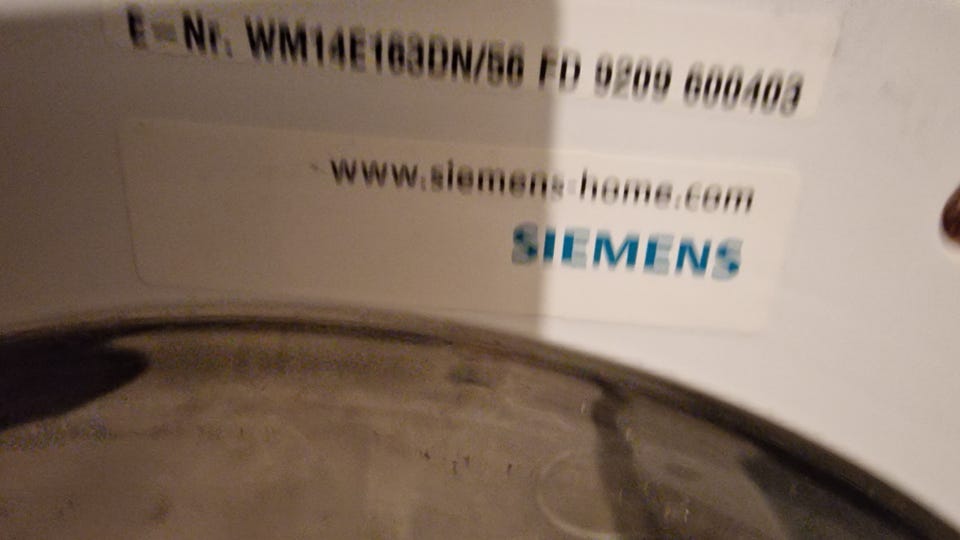 E-Nr. WM14E163DN/56 FD 9209 600403
www.siemens-home.com
SIEMENS